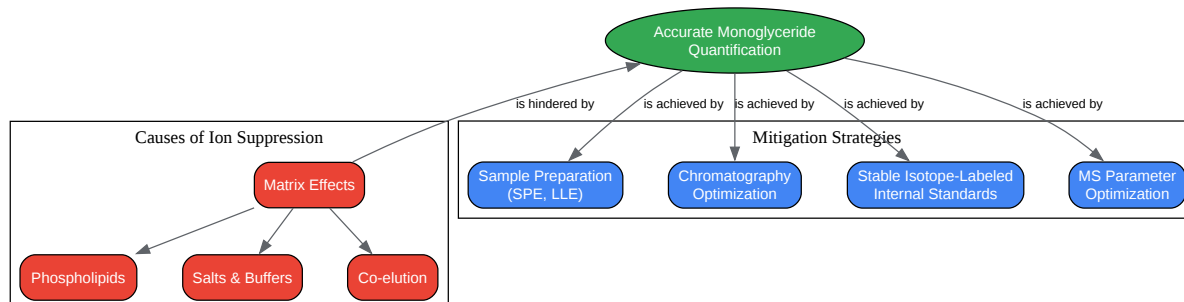 Accurate Monoglyceride
Quantification
is hindered by
is achieved by
is achieved by
is achieved by
is achieved by
Causes of Ion Suppression
Mitigation Strategies
Matrix Effects
Sample Preparation
(SPE, LLE)
Chromatography
Optimization
Stable Isotope-Labeled
Internal Standards
MS Parameter
Optimization
Phospholipids
Salts & Buffers
Co-elution